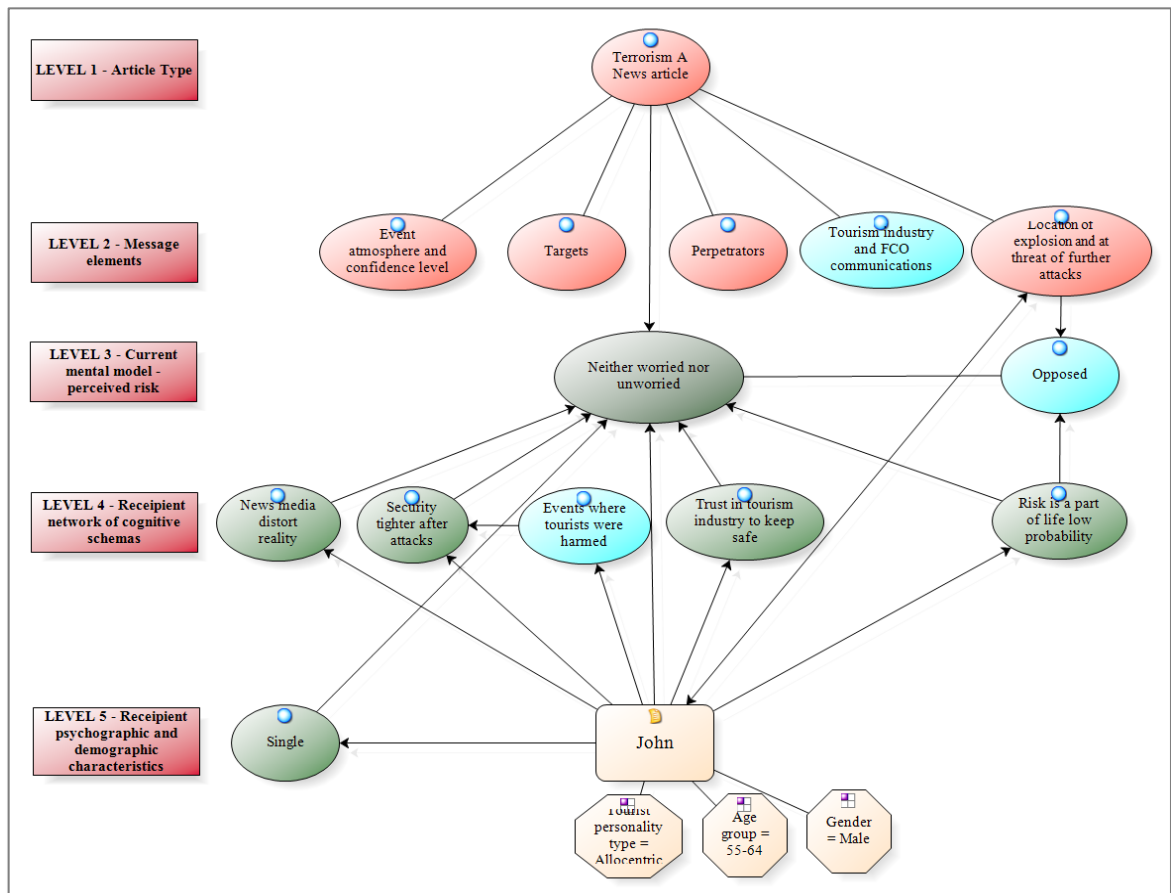 Terrorism A
News article
LEVEL 1 - Article Type
LEVEL 2 - Message
elements
Event
atmosphere and
confidence level
Targets
Perpetrators
Tourism industry
and FCO
communications
Location of
explosion and at
threat of further
attacks
LEVEL 3 - Current
mental model -
perceived risk
Neither worried nor
unworried
Opposed
LEVEL 4 - Receipient
network of cognitive
schemas
News media
distort
reality
Security
tighter after
attacks
Events where
tourists were
harmed
Trust in tourism
industry to keep
safe
Risk is a part
of life low
probability
LEVEL 5 - Receipient
psychographic and
demographic
characteristics
Single
John
Tourist
personality
type =
Allocentric
Age
group =
55-64
Gender
= Male